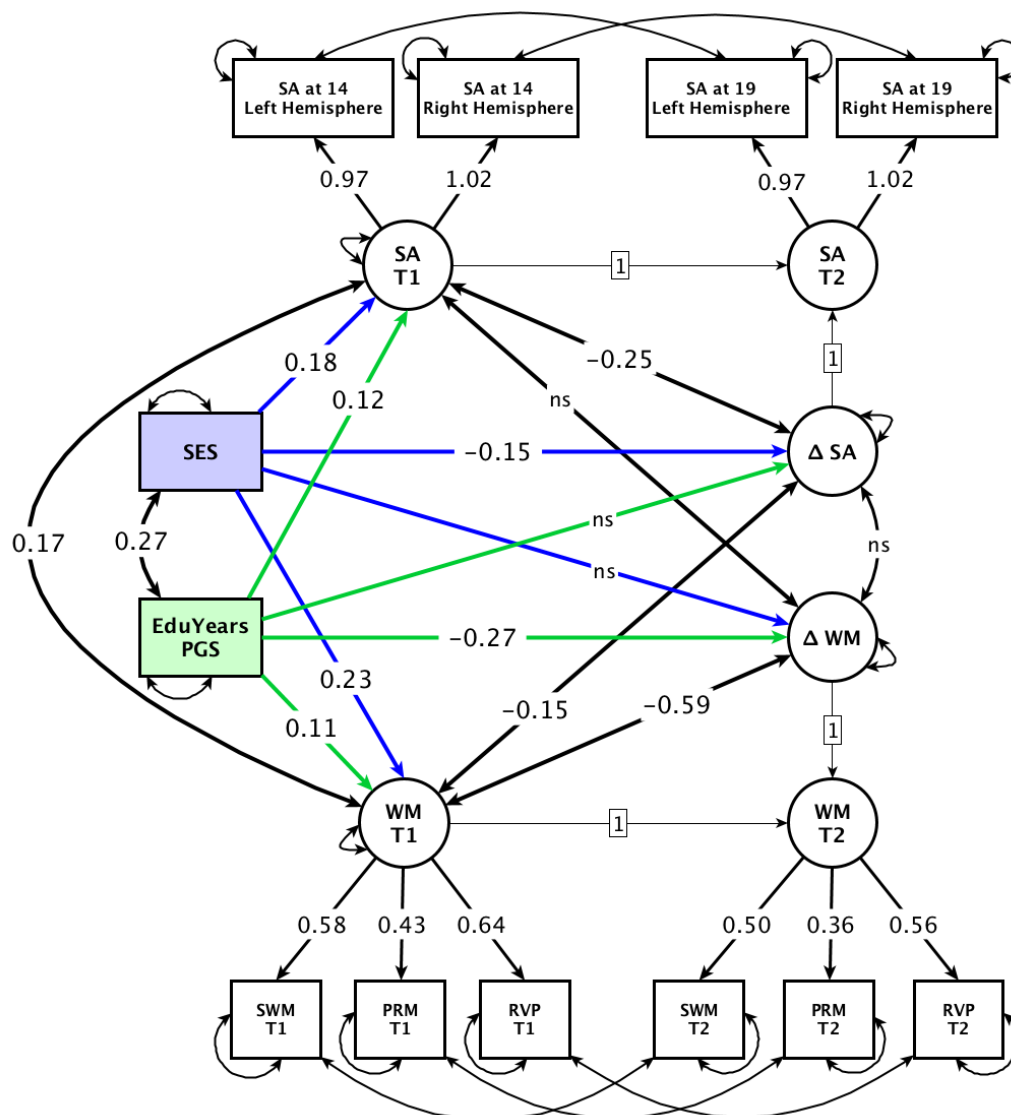 SA at 14
Left Hemisphere
SA at 14
Right Hemisphere
SA at 19
Left Hemisphere
SA at 19
Right Hemisphere
0.97
1.02
0.97
1.02
SA
T1
1
SA
T2
0.18
-0.25
1
0.12
ns
SES
-0.15
Δ SA
0.17
0.27
ns
ns
ns
EduYears
PGS
-0.27
Δ WM
0.23
-0.15
-0.59
0.11
1
WM
T1
1
WM
T2
0.58
0.43
0.64
0.50
0.36
0.56
SWM
T1
PRM
T1
RVP
T1
SWM
T2
PRM
T2
RVP
T2